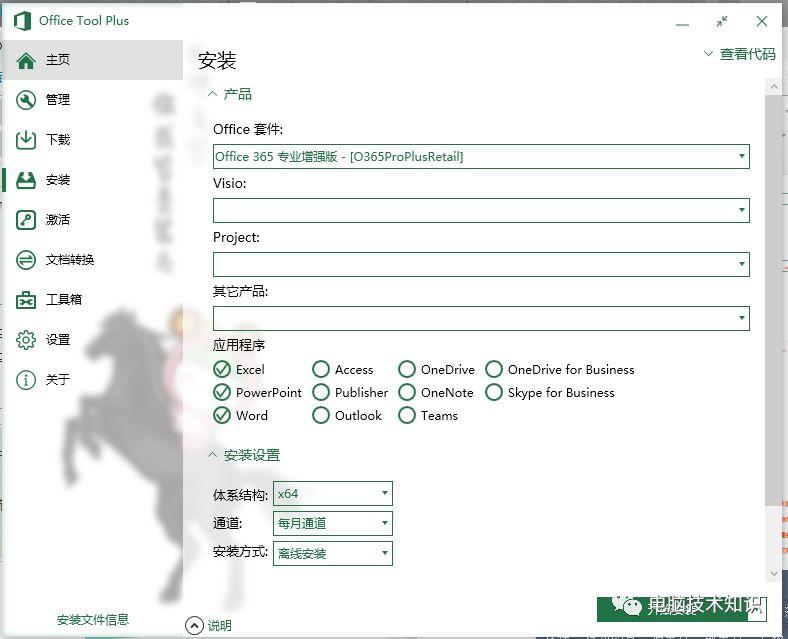 Office Tool Plus
主页
管理
下载
安装
激活
文档转换
工具箱
设置
关于
安装文件信息
安装
查看代码
产品
Office 套件:
Office 365 专业增强版 - [O365ProPlusRetail]
Visio:
Project:
其它产品:
应用程序
Excel Access OneDrive OneDrive for Business
PowerPoint Publisher OneNote Skype for Business
Word Outlook Teams
安装设置
体系结构: x64
通道: 每月通道
安装方式: 离线安装
说明
电脑技术知识